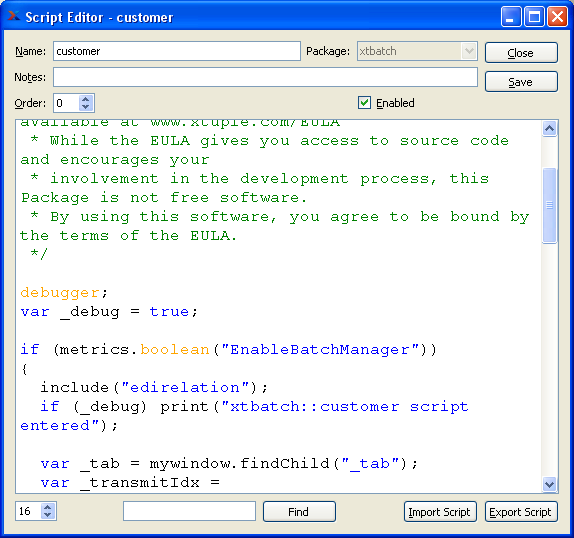 Script Editor - customer
Name: customer Package: xtbatch Close
Notes: Save
Order: 0 Enabled
available at www.xtuple.com/EULA
* While the EULA gives you access to source code
and encourages your
* involvement in the development process, this
Package is not free software.
* By using this software, you agree to be bound by
the terms of the EULA.
*/
debugger;
var _debug = true;
if (metrics.boolean("EnableBatchManager"))
{
include("edirelation");
if (_debug) print("xtbatch::customer script
entered");
var _tab = mywindow.findChild("_tab");
var _transmitIdx =
16 Find Import Script Export Script